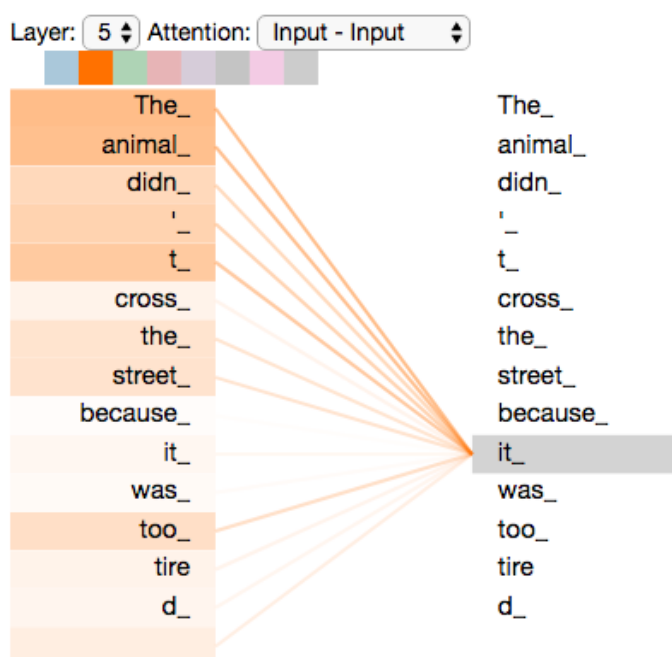 Layer: 5 Attention: Input - Input
The_ The_
animal_ animal_
didn_ didn_
'_ '_
t_ t_
cross_ cross_
the_ the_
street_ street_
because_ because_
it_ it_
was_ was_
too_ too_
tire tire
d_ d_